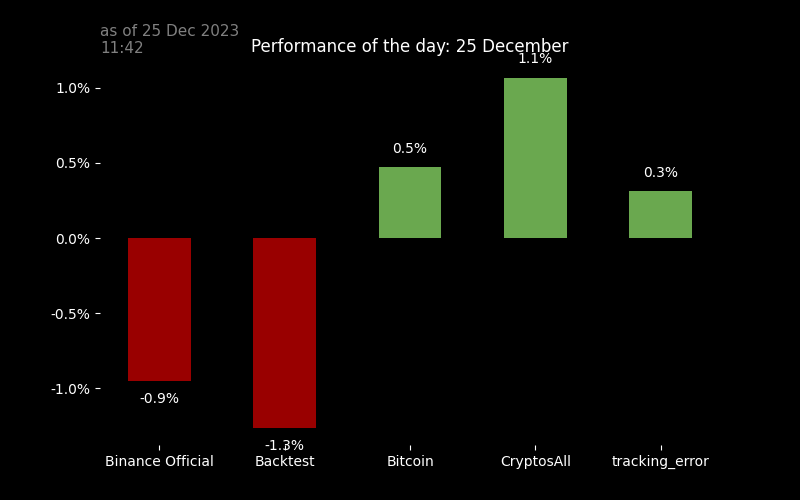 as of 25 Dec 2023
11:42
Performance of the day: 25 December
1.1%
1.0%
0.5%
0.5%
0.3%
0.0%
-0.5%
-1.0%
-0.9%
-1.3%
Binance Official
Backtest
Bitcoin
CryptosAll
tracking_error